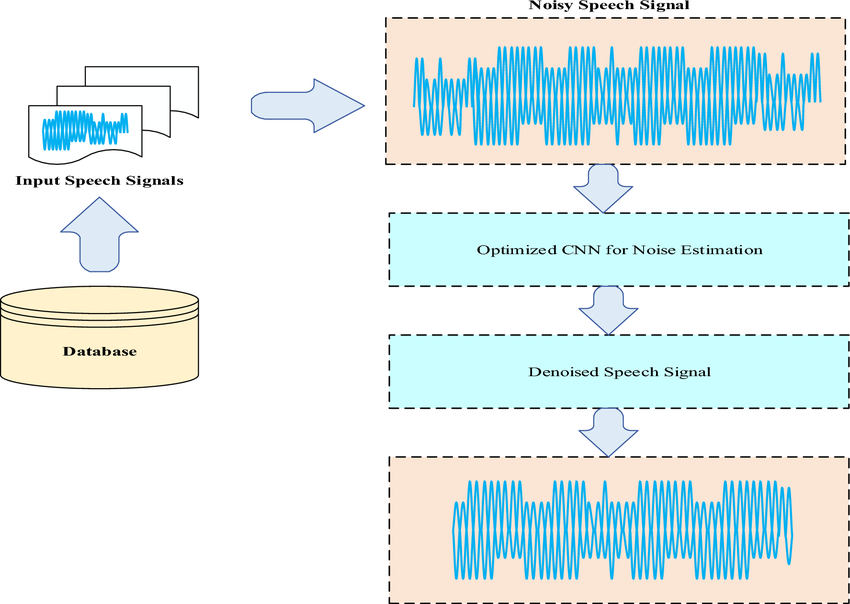 Noisy Speech Signal
Input Speech Signals
Optimized CNN for Noise Estimation
Database
Denoised Speech Signal